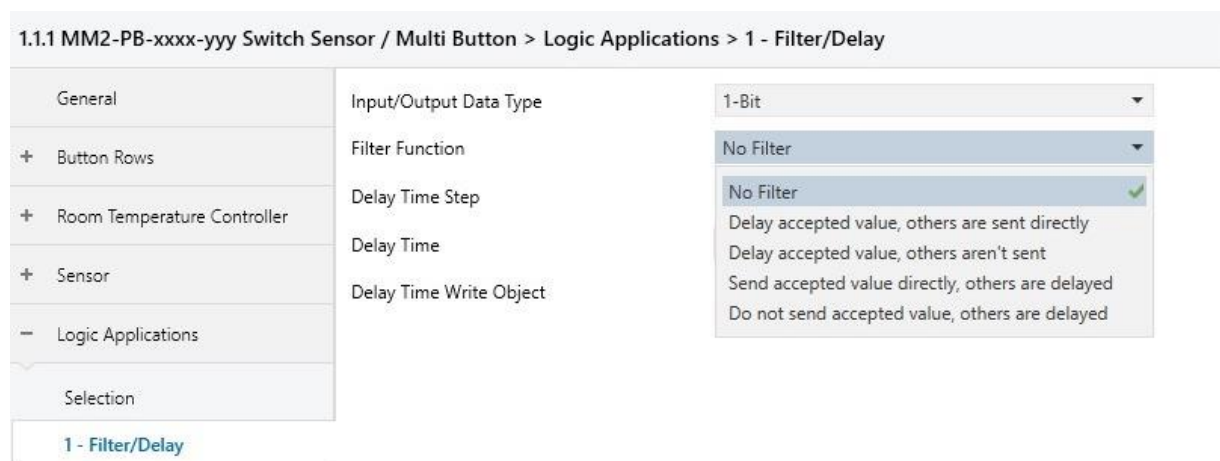 1.1.1 MM2-PB-xxxx-yyy Switch Sensor / Multi Button > Logic Applications > 1 - Filter/Delay
General
+ Button Rows
+ Room Temperature Controller
+ Sensor
− Logic Applications
Selection
1 - Filter/Delay
Input/Output Data Type 1-Bit
Filter Function No Filter
Delay Time Step
Delay Time
Delay Time Write Object
No Filter
Delay accepted value, others are sent directly
Delay accepted value, others aren't sent
Send accepted value directly, others are delayed
Do not send accepted value, others are delayed